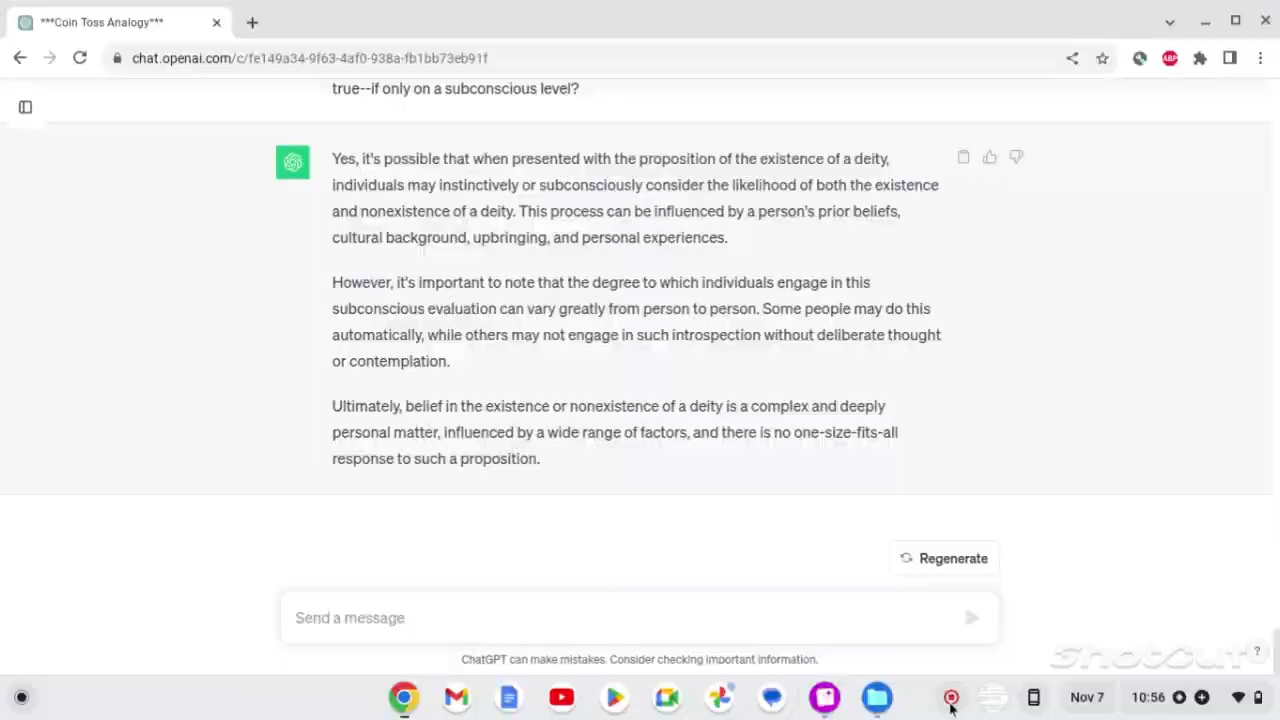 ***Coin Toss Analogy***
chat.openai.com/c/fe149a34-9f63-4af0-938a-fb1bb73eb91f
ABP
true--if only on a subconscious level?
Yes, it's possible that when presented with the proposition of the existence of a deity,
individuals may instinctively or subconsciously consider the likelihood of both the existence
and nonexistence of a deity. This process can be influenced by a person's prior beliefs,
cultural background, upbringing, and personal experiences.
However, it's important to note that the degree to which individuals engage in this
subconscious evaluation can vary greatly from person to person. Some people may do this
automatically, while others may not engage in such introspection without deliberate thought
or contemplation.
Ultimately, belief in the existence or nonexistence of a deity is a complex and deeply
personal matter, influenced by a wide range of factors, and there is no one-size-fits-all
response to such a proposition.
Regenerate
Send a message
ChatGPT can make mistakes. Consider checking important information.
Shotcut
?
Nov 7
10:56